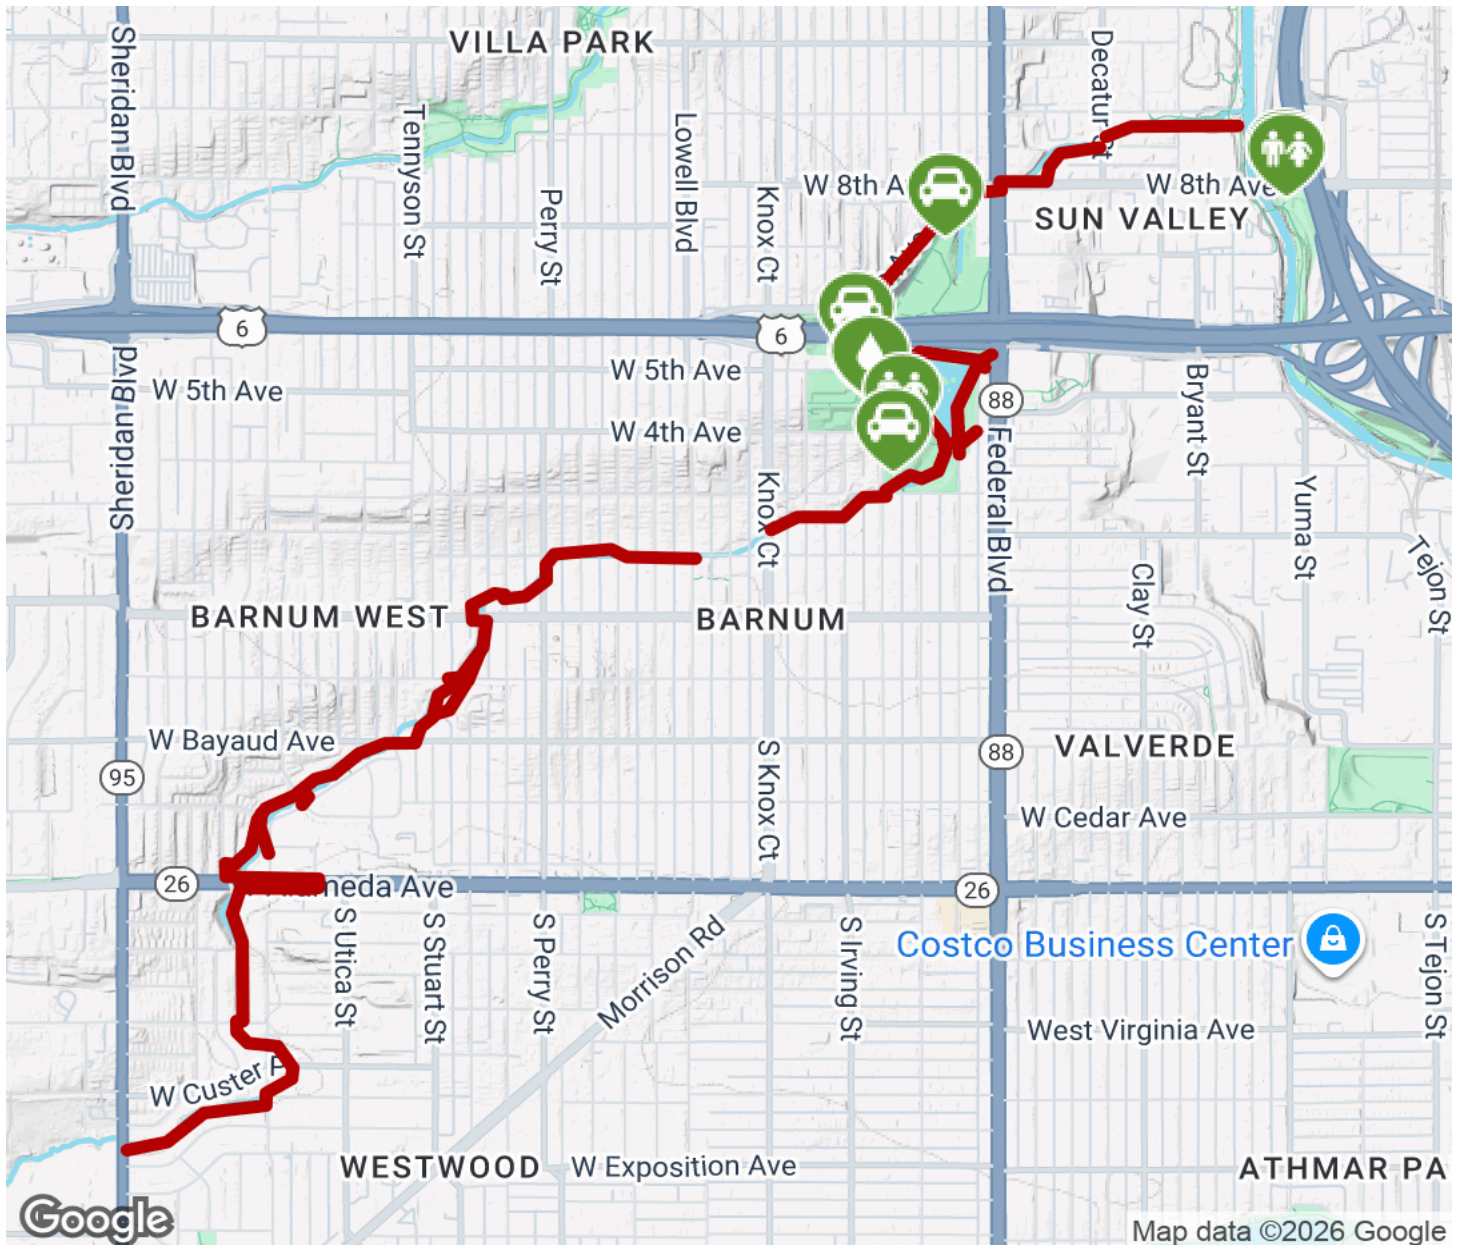 VILLA PARK
Sheridan Blvd
Tennyson St
Lowell Blvd
Decatur St
Perry St
Knox Ct
W 8th A
W 8th Ave
SUN VALLEY
6
6
W 5th Ave
W 5th Ave
W 4th Ave
88
Bryant St
Sheridan Blvd
Federal Blvd
Knox Ct
Yuma St
Tejon St
Clay St
BARNUM WEST
BARNUM
W Bayaud Ave
VALVERDE
88
95
S Knox Ct
W Cedar Ave
26
meda Ave
26
S Utica St
S Stuart St
S Perry St
Morrison Rd
S Irving St
Costco Business Center
S Tejon St
West Virginia Ave
W Custer A
WESTWOOD
W Exposition Ave
ATHMAR PA
Google
Map data ©2026 Google